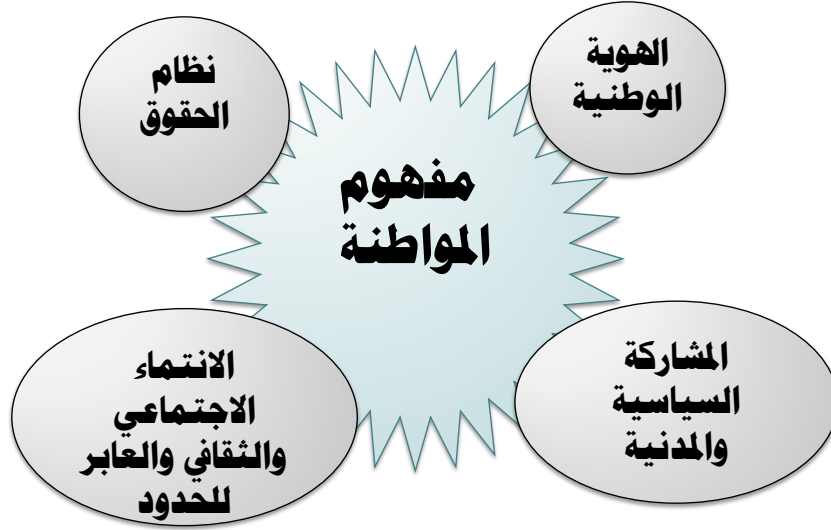 الهوية
الوطنية
نظام
الحقوق
مفهوم
المواطنة
المشاركة
السياسية
والمدنية
الانتماء
الاجتماعي
والثقافي والعابر
للحدود